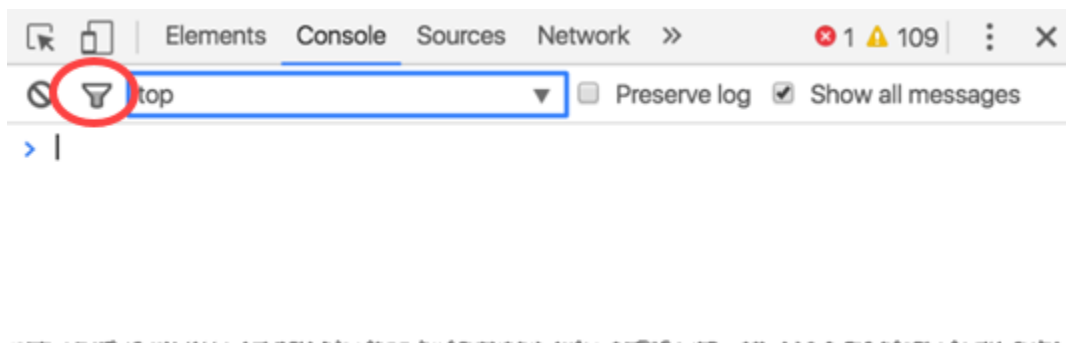 Elements Console Sources Network » 1 109
top Preserve log Show all messages
>